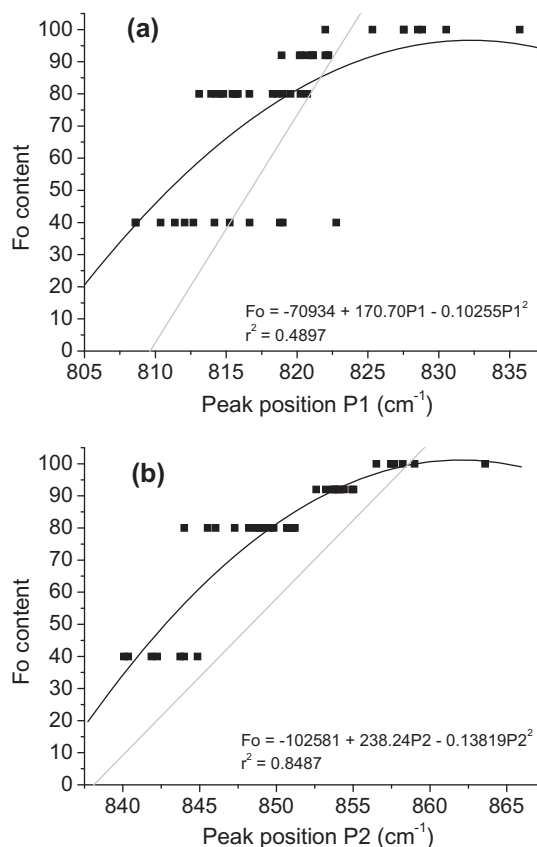 (a)
100
90
80
70
60
50
40
30
20
10
0
Fo content
Fo = -70934 + 170.70P1 - 0.10255P1²
r² = 0.4897
805 810 815 820 825 830 835
Peak position P1 (cm⁻¹)
(b)
100
90
80
70
60
50
40
30
20
10
0
Fo content
Fo = -102581 + 238.24P2 - 0.13819P2²
r² = 0.8487
840 845 850 855 860 865
Peak position P2 (cm⁻¹)